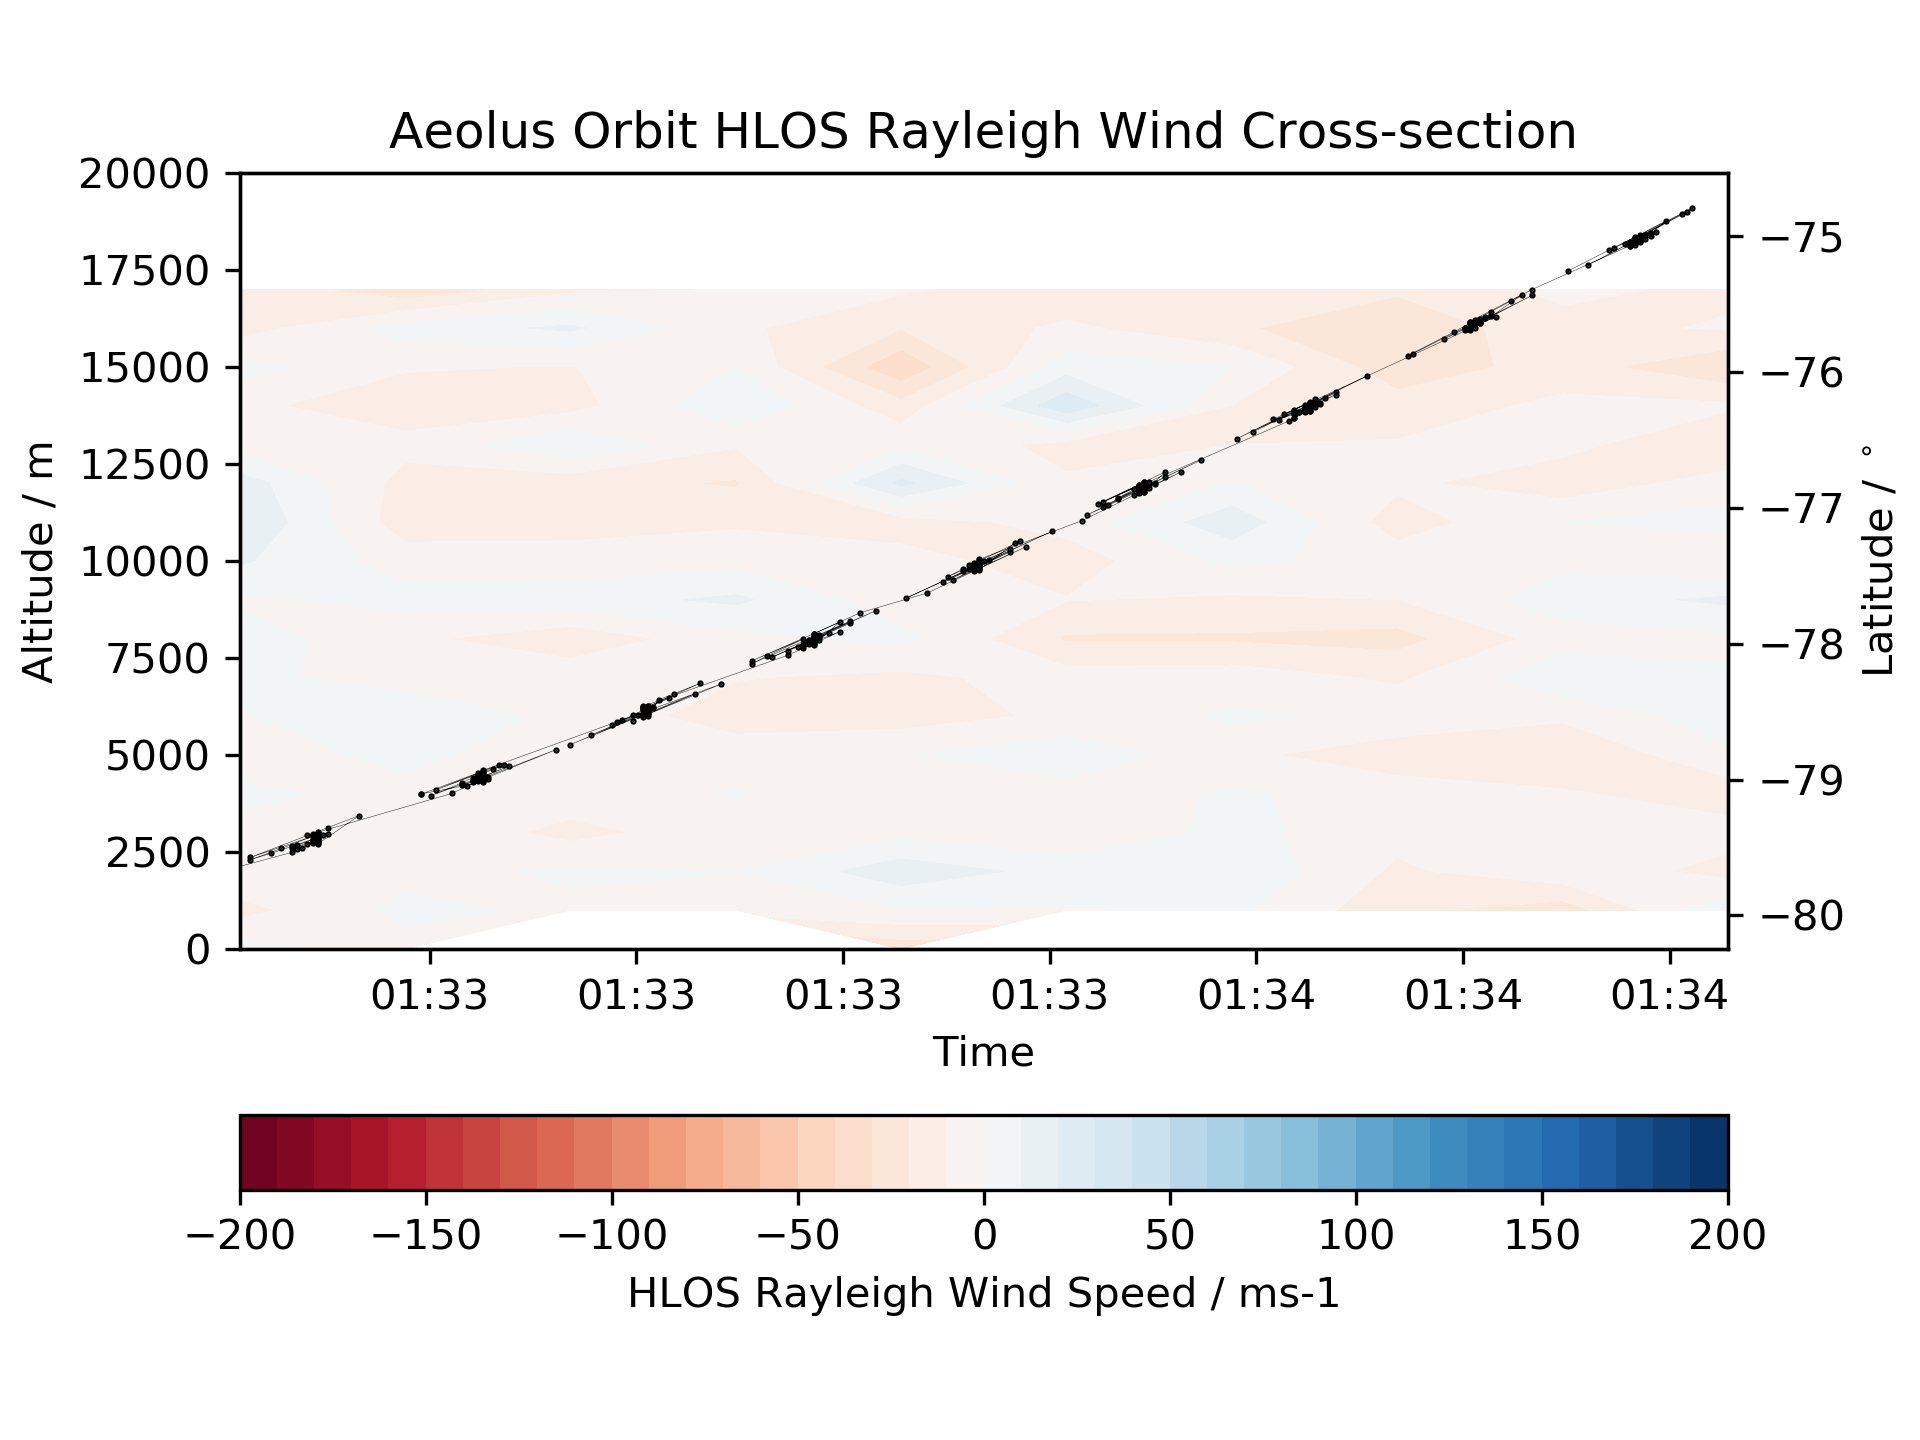 Aeolus Orbit HLOS Rayleigh Wind Cross-section
20000
17500
15000
12500
10000
7500
5000
2500
0
Altitude / m
−75
−76
−77
−78
−79
−80
Latitude / °
01:33 01:33 01:33 01:33 01:34 01:34 01:34
Time
−200 −150 −100 −50 0 50 100 150 200
HLOS Rayleigh Wind Speed / ms-1